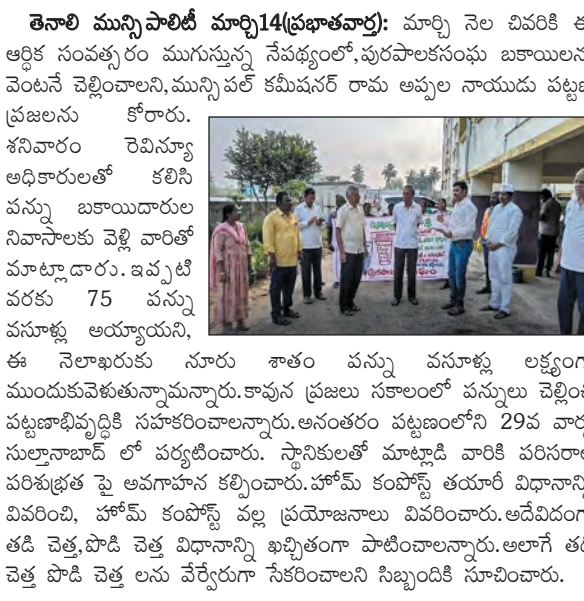 తెనాలి మున్సిపాలిటీ మార్చి14(ప్రభాతవార్త): మార్చి నెల చివరికి ఈ
ఆర్థిక సంవత్సరం ముగుస్తున్న నేపథ్యంలో,పురపాలకసంఘ బకాయిలను
వెంటనే చెల్లించాలని,మున్సిపల్ కమీషనర్ రామ అప్పల నాయుడు పట్టణ
ప్రజలను కోరారు.
శనివారం రెవిన్యూ
అధికారులతో కలిసి
పన్ను బకాయిదారుల
నివాసాలకు వెళ్లి వారితో
మాట్లాడారు.ఇవ్పటి
వరకు 75 పన్ను
వసూళ్లు అయ్యాయని,
ఈ నెలాఖరుకు నూరు శాతం పన్ను వసూళ్లు లక్ష్యంగా
ముందుకువెళుతున్నామన్నారు.కావున ప్రజలు సకాలంలో పన్నులు చెల్లించి
పట్టణాభివృద్ధికి సహకరించాలన్నారు.అనంతరం పట్టణంలోని 29వ వార్డు
సుల్తానాబాద్ లో పర్యటించారు. స్థానికులతో మాట్లాడి వారికి పరిసరాల
పరిశుభ్రత పై అవగాహన కల్పించారు.హోమ్ కంపోస్ట్ తయారీ విధానాన్ని
వివరించి, హోమ్ కంపోస్ట్ వల్ల ప్రయోజనాలు వివరించారు.అదేవిదంగా
తడి చెత్త,పొడి చెత్త విధానాన్ని ఖచ్చితంగా పాటించాలన్నారు.అలాగే తడి
చెత్త పొడి చెత్త లను వేర్వేరుగా సేకరించాలని సిబ్బందికి సూచించారు.